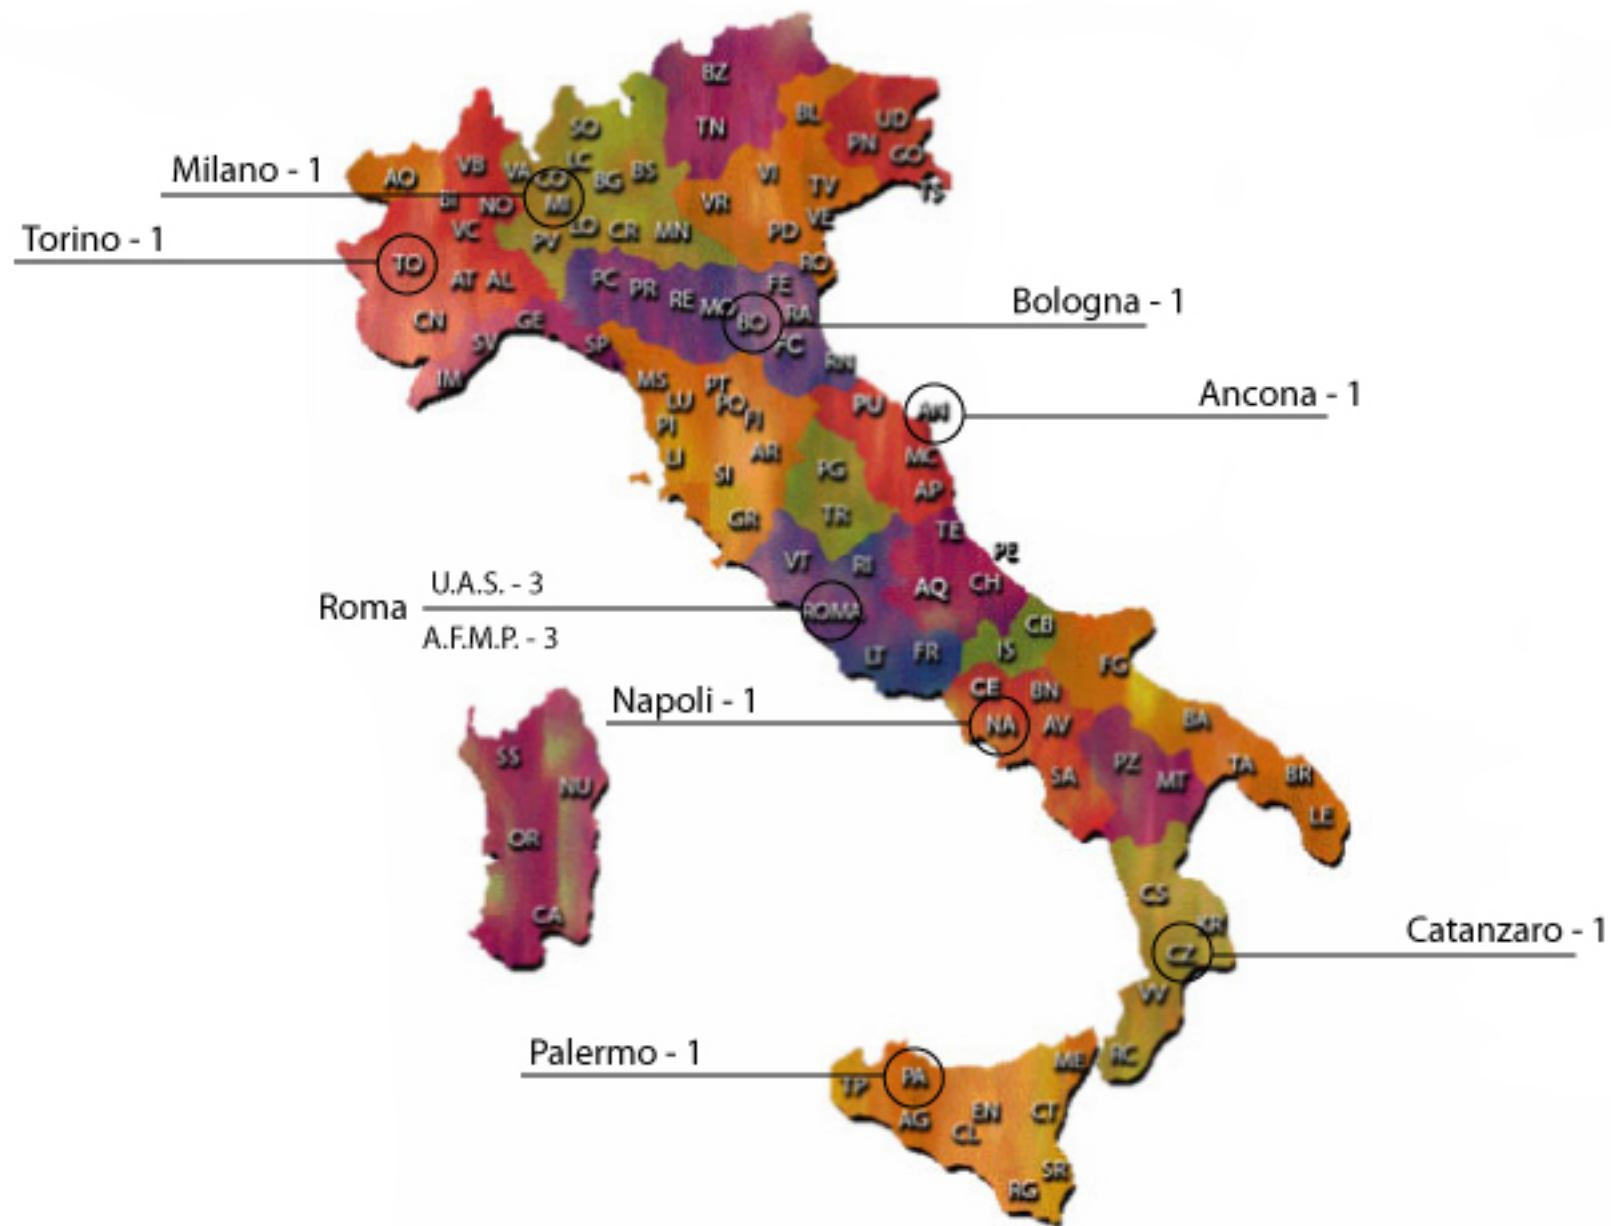 BZ
BL
UD
SO
TN
PN
GO
Milano - 1
VB
VA
LC
CO
BG
BS
VI
TV
TS
AO
BI
NO
MI
VR
VE
Torino - 1
VC
PV
LO
CR
MN
PD
TO
AT
AL
RO
PC
PR
RE
MO
FE
Bologna - 1
CN
GE
BO
RA
SV
SP
FC
IM
RN
MS
PT
Ancona - 1
LU
PO
PU
AN
PI
FI
LI
SI
AR
PG
MC
AP
GR
TR
TE
VT
RI
PE
U.A.S. - 3
AQ
CH
Roma
ROMA
A.F.M.P. - 3
CB
LT
FR
IS
FG
Napoli - 1
CE
BN
NA
AV
BA
SS
NU
SA
PZ
MT
TA
BR
LE
OR
CS
CA
KR
Catanzaro - 1
CZ
VV
Palermo - 1
ME
RC
TP
PA
AG
EN
CT
CL
SR
RG